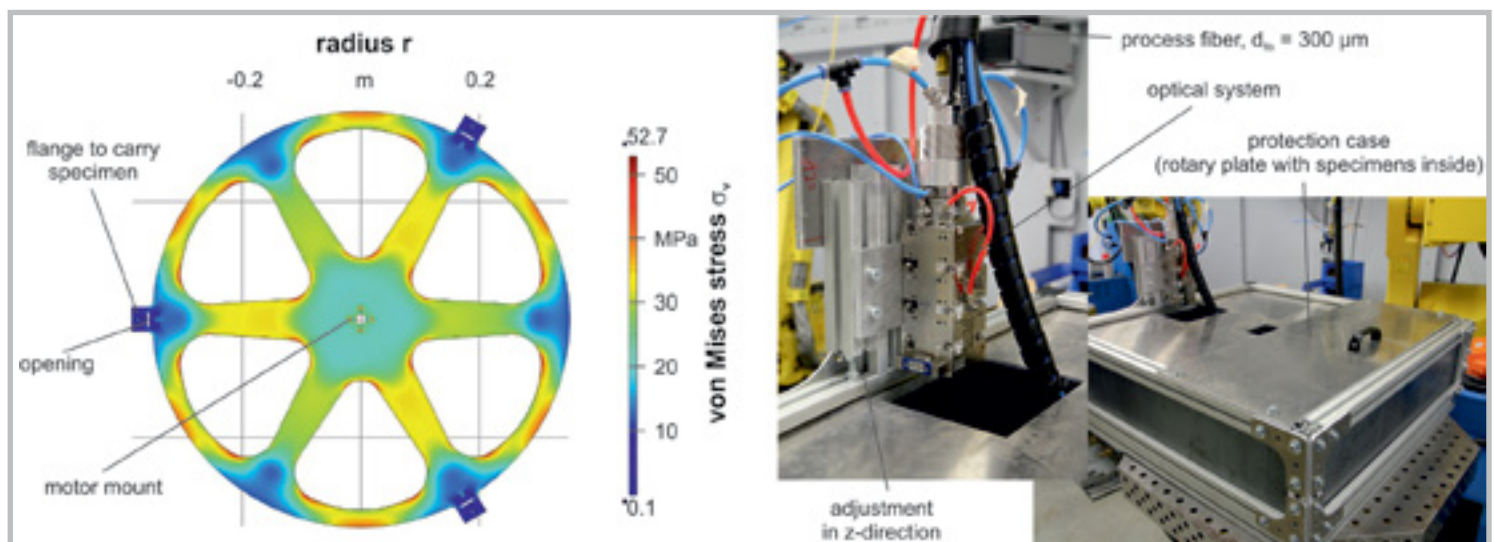 radius r
-0.2
m
0.2
flange to carry
specimen
opening
motor mount
52.7
50
MPa
30
20
10
0.1
von Mises stress σᵥ
process fiber, dfb = 300 µm
optical system
protection case
(rotary plate with specimens inside)
adjustment
in z-direction